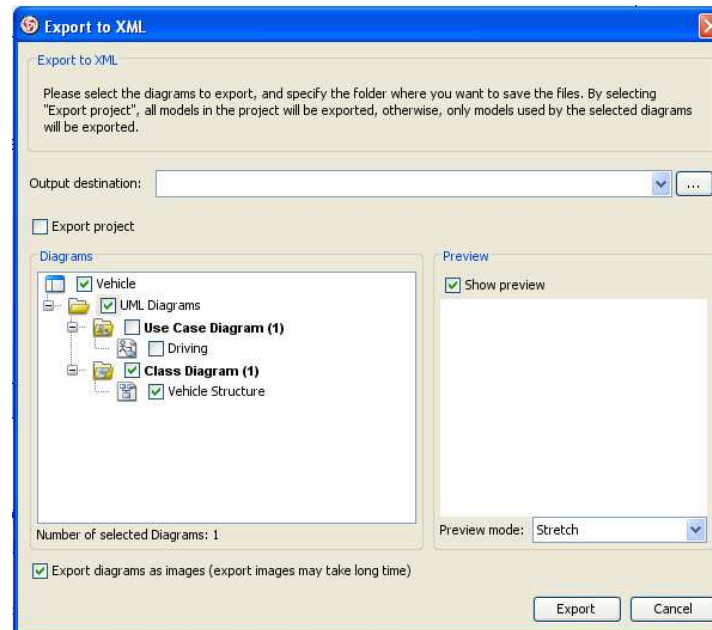 Export to XML
Export to XML
Please select the diagrams to export, and specify the folder where you want to save the files. By selecting
"Export project", all models in the project will be exported, otherwise, only models used by the selected diagrams
will be exported.
Output destination:
...
Export project
Diagrams
Vehicle
UML Diagrams
Use Case Diagram (1)
Driving
Class Diagram (1)
Vehicle Structure
Number of selected Diagrams: 1
Preview
Show preview
Preview mode: Stretch
Export diagrams as images (export images may take long time)
Export
Cancel